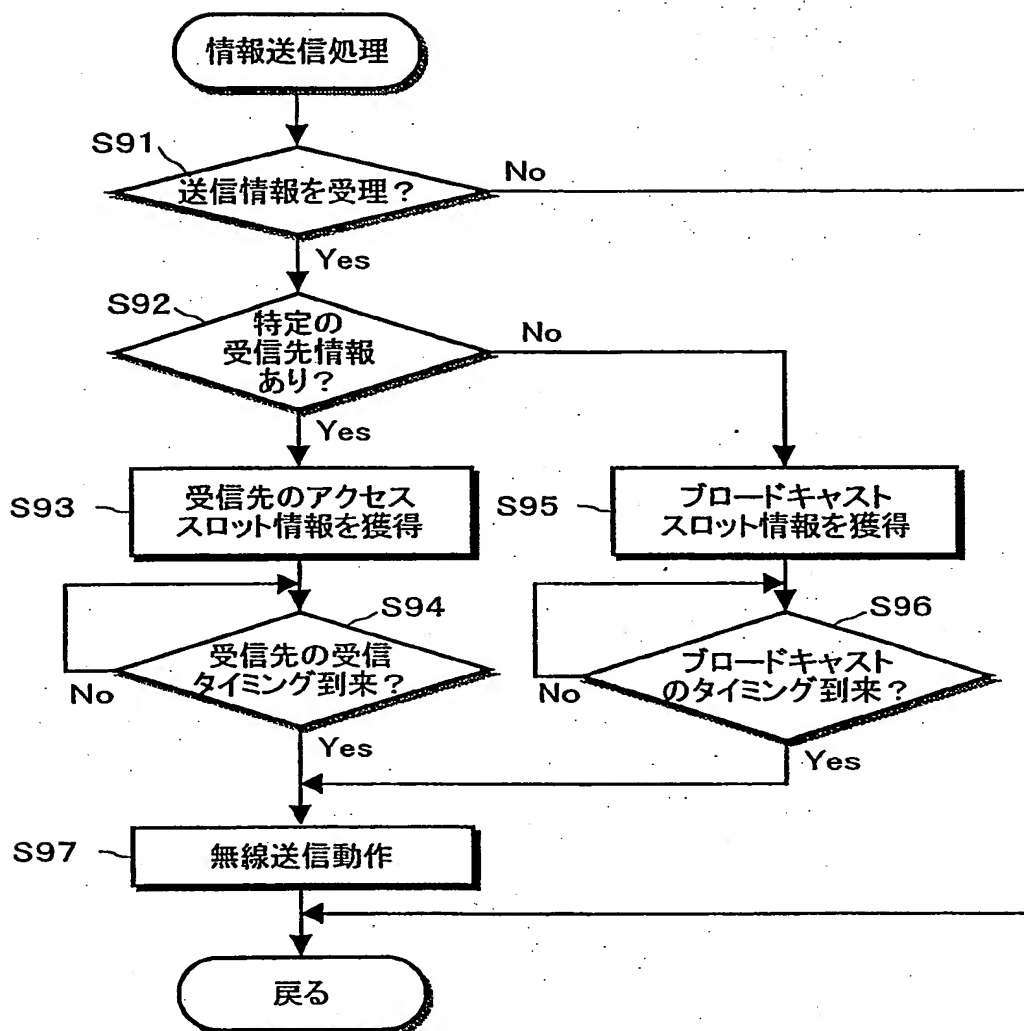 情報送信処理
S91
送信情報を受理？
No
Yes
S92
特定の
受信先情報
あり？
No
Yes
S93
受信先のアクセス
スロット情報を獲得
S95
ブロードキャスト
スロット情報を獲得
S94
受信先の受信
タイミング到来？
No
Yes
S96
ブロードキャスト
のタイミング到来？
No
Yes
S97
無線送信動作
戻る